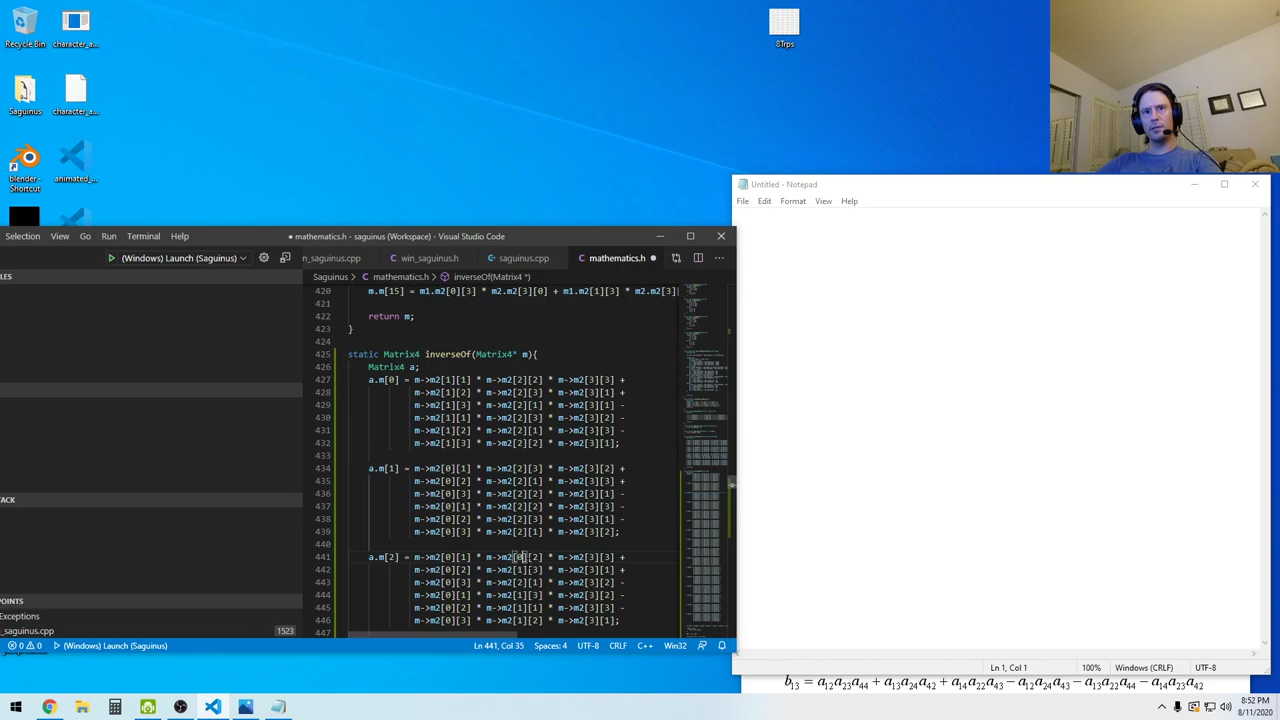 Recycle Bin
character_a...
8Trps
Saguinus
character_a...
blender -
Shortcut
animated_...
Untitled - Notepad
File Edit Format View Help
Selection View Go Run Terminal Help
● mathematics.h - saguinus (Workspace) - Visual Studio Code
(Windows) Launch (Saguinus)
n_saguinus.cpp
win_saguinus.h
saguinus.cpp
mathematics.h
LES
Saguinus > mathematics.h > inverseOf(Matrix4 *)
420 m.m[15] = m1.m2[0][3] * m2.m2[3][0] + m1.m2[1][3] * m2.m2[3]
421
422 return m;
423 }
424
425 static Matrix4 inverseOf(Matrix4* m){
426 Matrix4 a;
427 a.m[0] = m->m2[1][1] * m->m2[2][2] * m->m2[3][3] +
428 m->m2[1][2] * m->m2[2][3] * m->m2[3][1] +
429 m->m2[1][3] * m->m2[2][1] * m->m2[3][2] -
430 m->m2[1][1] * m->m2[2][3] * m->m2[3][2] -
431 m->m2[1][2] * m->m2[2][1] * m->m2[3][3] -
432 m->m2[1][3] * m->m2[2][2] * m->m2[3][1];
433
434 a.m[1] = m->m2[0][1] * m->m2[2][3] * m->m2[3][2] +
435 m->m2[0][2] * m->m2[2][1] * m->m2[3][3] +
436 m->m2[0][3] * m->m2[2][2] * m->m2[3][1] -
437 m->m2[0][1] * m->m2[2][2] * m->m2[3][3] -
438 m->m2[0][2] * m->m2[2][3] * m->m2[3][1] -
439 m->m2[0][3] * m->m2[2][1] * m->m2[3][2];
440
441 a.m[2] = m->m2[0][1] * m->m2[0][2] * m->m2[3][3] +
442 m->m2[0][2] * m->m2[1][3] * m->m2[3][1] +
443 m->m2[0][3] * m->m2[2][1] * m->m2[3][2] -
444 m->m2[0][1] * m->m2[1][3] * m->m2[3][2] -
445 m->m2[0][2] * m->m2[1][1] * m->m2[3][3] -
446 m->m2[0][3] * m->m2[1][2] * m->m2[3][1];
447
TACK
POINTS
Exceptions
_saguinus.cpp 1523
0 0 (Windows) Launch (Saguinus) Ln 441, Col 35 Spaces: 4 UTF-8 CRLF C++ Win32
Ln 1, Col 1 100% Windows (CRLF) UTF-8
b₁₃ = a₁₂a₂₃a₄₄ + a₁₃a₂₄a₄₂ + a₁₄a₂₂a₄₃ − a₁₂a₂₄a₄₃ − a₁₃a₂₂a₄₄ − a₁₄a₂₃a₄₂
8:52 PM
8/11/2020